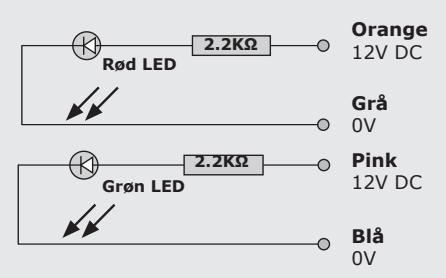 Orange
12V DC
2.2KΩ
Rød LED
Grå
0V
Pink
12V DC
2.2KΩ
Grøn LED
Blå
0V